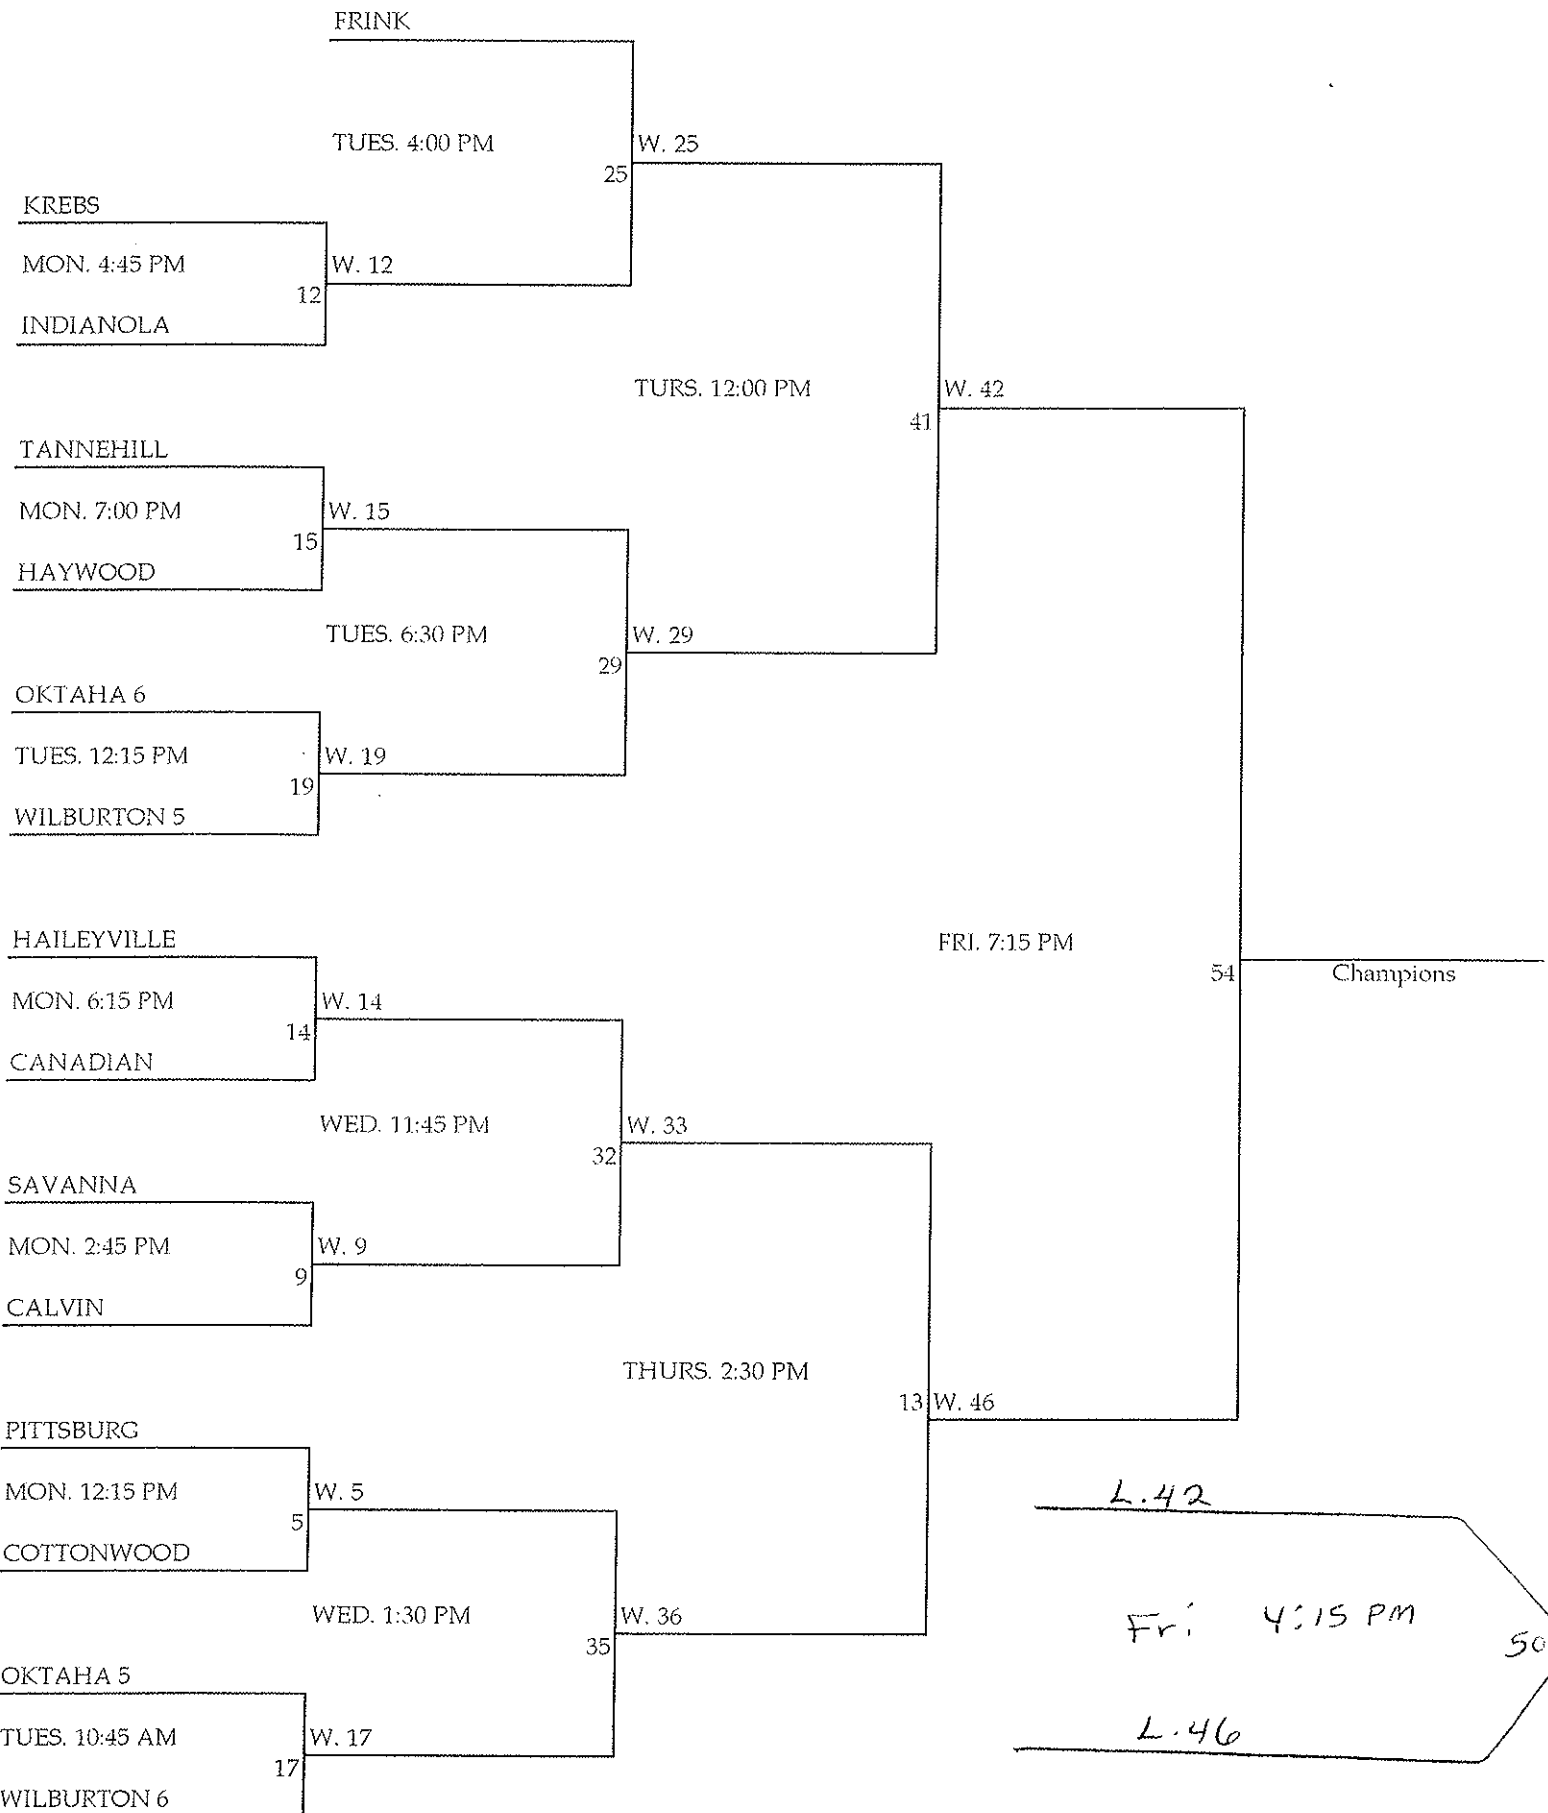 FRINK
TUES. 4:00 PM
W. 25
25
KREBS
MON. 4:45 PM
W. 12
12
INDIANOLA
TURS. 12:00 PM
W. 42
41
TANNEHILL
MON. 7:00 PM
W. 15
15
HAYWOOD
TUES. 6:30 PM
W. 29
29
OKTAHA 6
TUES. 12:15 PM
W. 19
19
WILBURTON 5
HAILEYVILLE
FRI. 7:15 PM
54
Champions
MON. 6:15 PM
W. 14
14
CANADIAN
WED. 11:45 PM
W. 33
32
SAVANNA
MON. 2:45 PM
W. 9
9
CALVIN
THURS. 2:30 PM
13
W. 46
PITTSBURG
MON. 12:15 PM
W. 5
5
COTTONWOOD
L.42
WED. 1:30 PM
W. 36
35
Fri 4:15 PM
50
OKTAHA 5
TUES. 10:45 AM
W. 17
17
L.46
WILBURTON 6